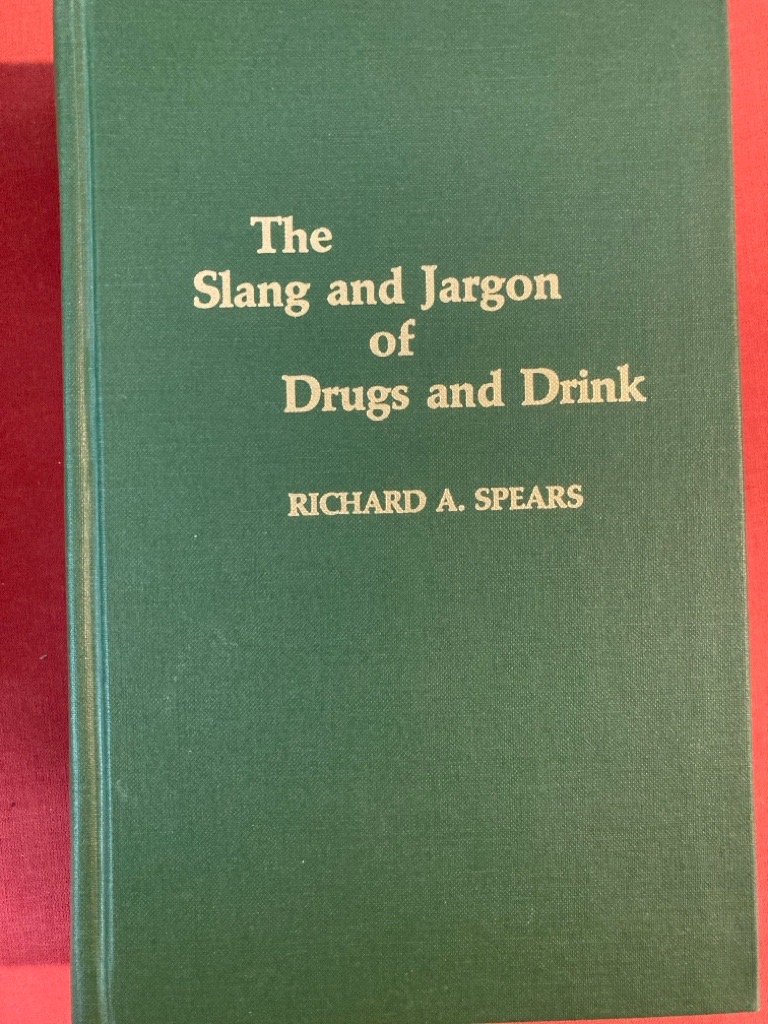 The
Slang and Jargon
of
Drugs and Drink
RICHARD A. SPEARS